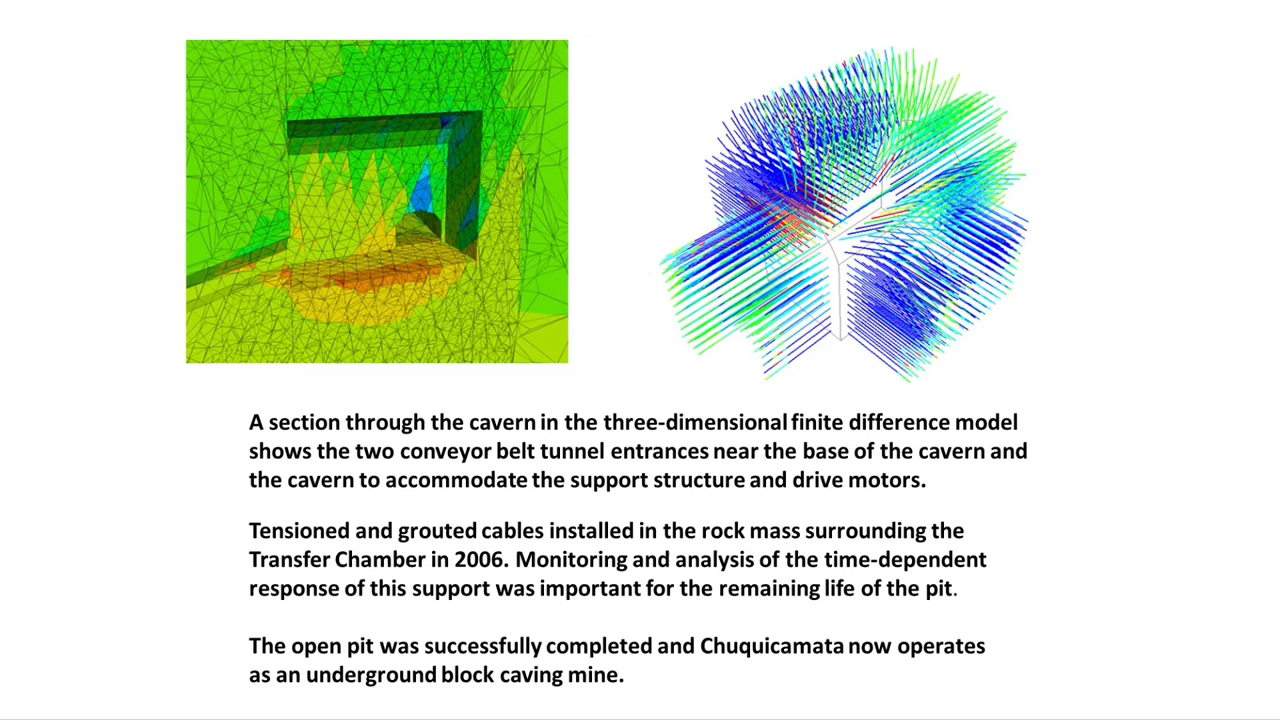 A section through the cavern in the three-dimensional finite difference model
shows the two conveyor belt tunnel entrances near the base of the cavern and
the cavern to accommodate the support structure and drive motors.
Tensioned and grouted cables installed in the rock mass surrounding the
Transfer Chamber in 2006. Monitoring and analysis of the time-dependent
response of this support was important for the remaining life of the pit.
The open pit was successfully completed and Chuquicamata now operates
as an underground block caving mine.